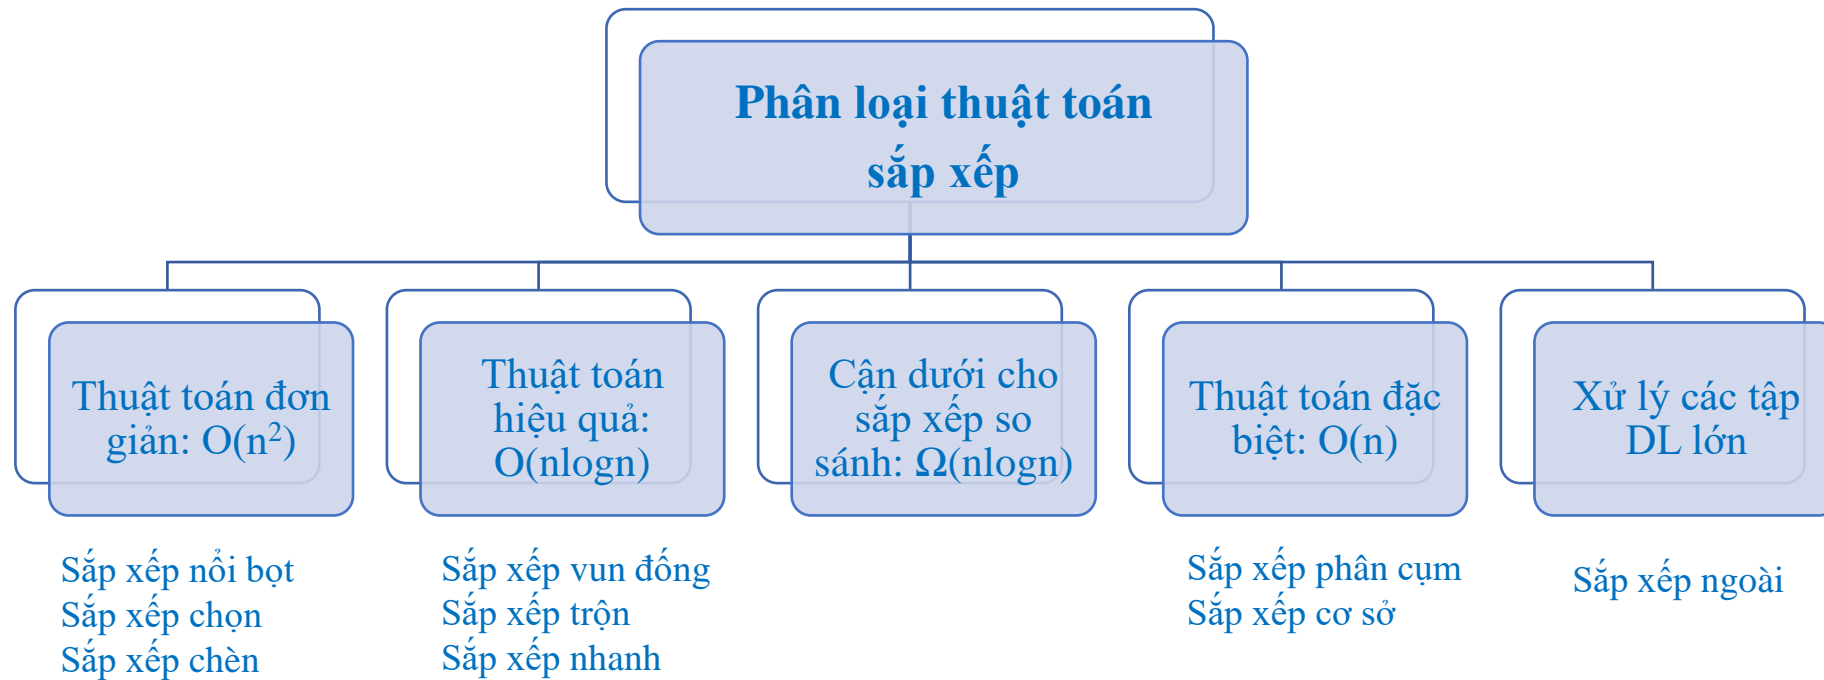 Phân loại thuật toán
sắp xếp
Thuật toán đơn
giản: O(n²)
Thuật toán
hiệu quả:
O(nlogn)
Cận dưới cho
sắp xếp so
sánh: Ω(nlogn)
Thuật toán đặc
biệt: O(n)
Xử lý các tập
DL lớn
Sắp xếp nổi bọt
Sắp xếp chọn
Sắp xếp chèn
Sắp xếp vun đống
Sắp xếp trộn
Sắp xếp nhanh
Sắp xếp phân cụm
Sắp xếp cơ sở
Sắp xếp ngoài